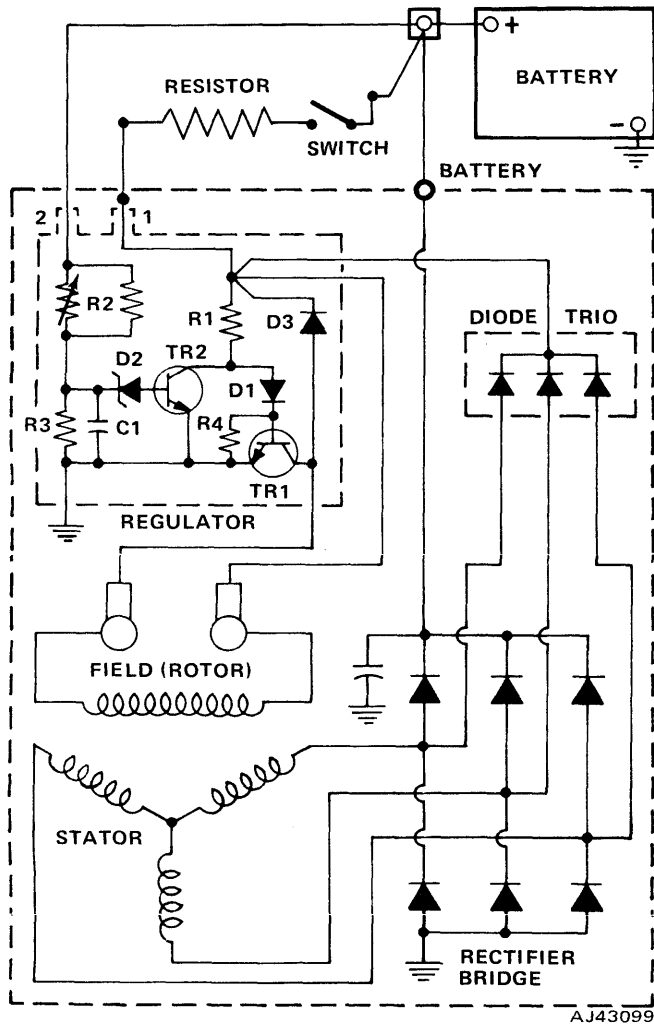 +
BATTERY
-
RESISTOR
SWITCH
BATTERY
2
1
R2
R1
D3
DIODE TRIO
D2
TR2
D1
R3
C1
R4
TR1
REGULATOR
FIELD (ROTOR)
STATOR
RECTIFIER
BRIDGE
AJ43099